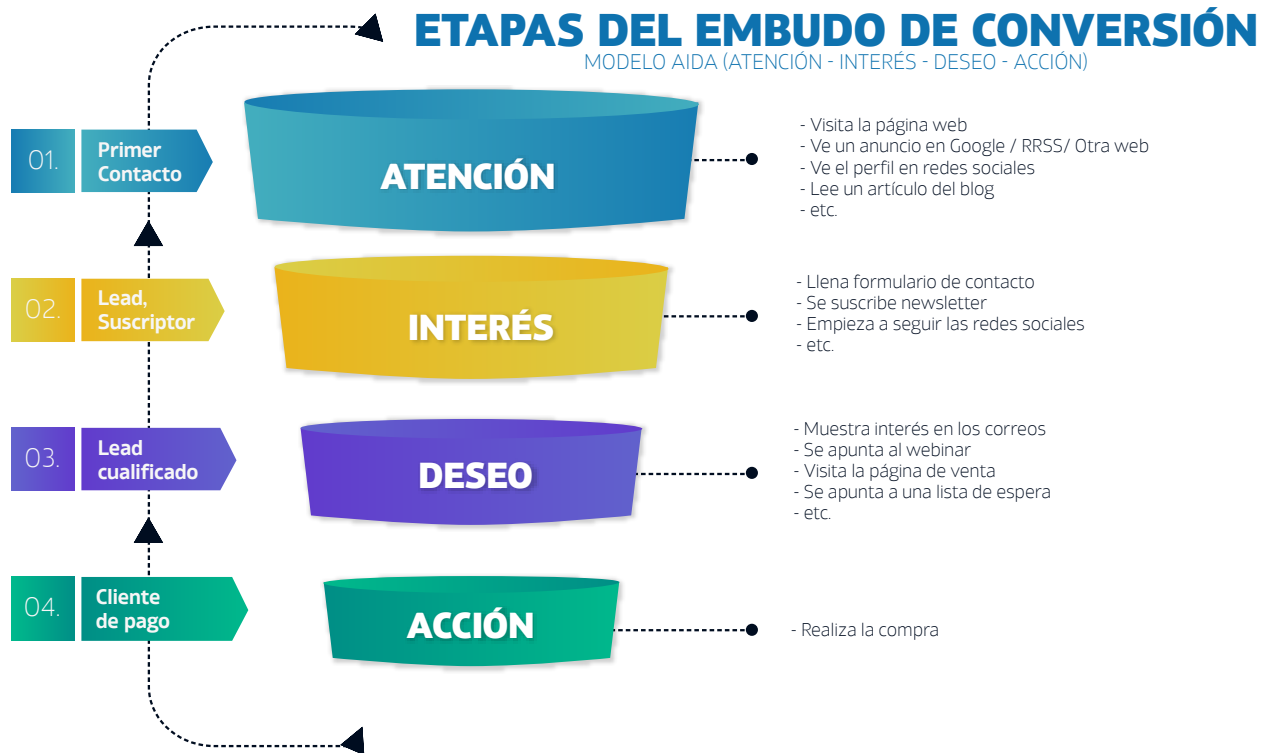 ETAPAS DEL EMBUDO DE CONVERSIÓN
MODELO AIDA (ATENCIÓN - INTERÉS - DESEO - ACCIÓN)
01.
Primer
Contacto
ATENCIÓN
- Visita la página web
- Ve un anuncio en Google / RRSS/ Otra web
- Ve el perfil en redes sociales
- Lee un artículo del blog
- etc.
02.
Lead,
Suscriptor
INTERÉS
- Llena formulario de contacto
- Se suscribe newsletter
- Empieza a seguir las redes sociales
- etc.
03.
Lead
cualificado
DESEO
- Muestra interés en los correos
- Se apunta al webinar
- Visita la página de venta
- Se apunta a una lista de espera
- etc.
04.
Cliente
de pago
ACCIÓN
- Realiza la compra